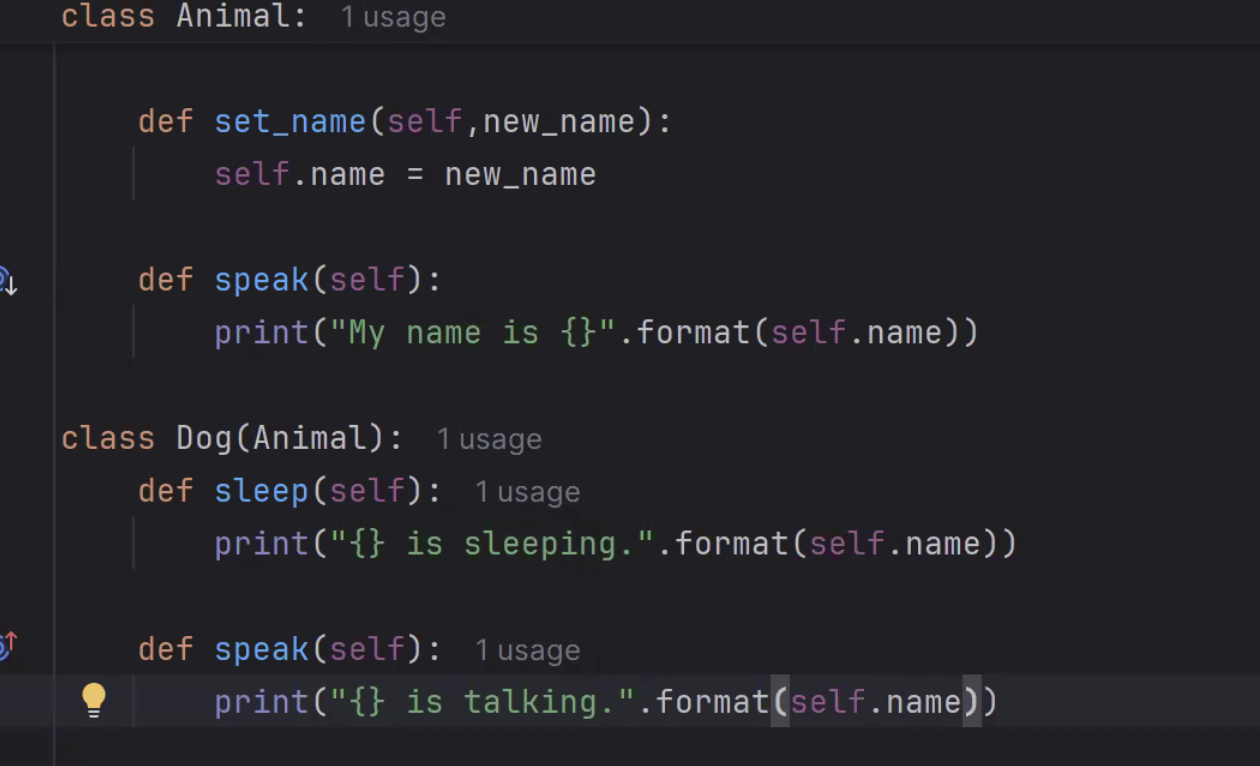 class Animal: 1 usage
def set_name(self,new_name):
self.name = new_name
def speak(self):
print("My name is {}".format(self.name))
class Dog(Animal): 1 usage
def sleep(self): 1 usage
print("{} is sleeping.".format(self.name))
def speak(self): 1 usage
print("{} is talking.".format(self.name))